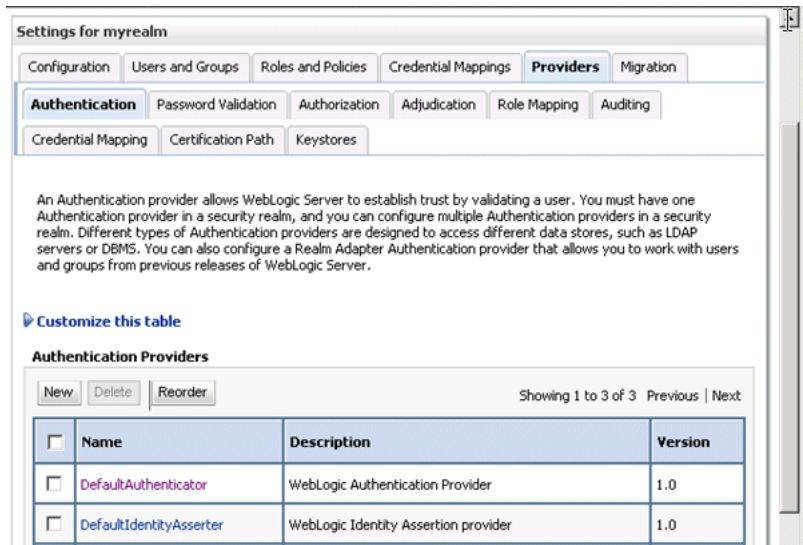 Settings for myrealm
Configuration Users and Groups Roles and Policies Credential Mappings Providers Migration
Authentication Password Validation Authorization Adjudication Role Mapping Auditing
Credential Mapping Certification Path Keystores
An Authentication provider allows WebLogic Server to establish trust by validating a user. You must have one
Authentication provider in a security realm, and you can configure multiple Authentication providers in a security
realm. Different types of Authentication providers are designed to access different data stores, such as LDAP
servers or DBMS. You can also configure a Realm Adapter Authentication provider that allows you to work with users
and groups from previous releases of WebLogic Server.
Customize this table
Authentication Providers
New Delete Reorder Showing 1 to 3 of 3 Previous | Next
Name Description Version
DefaultAuthenticator WebLogic Authentication Provider 1.0
DefaultIdentityAsserter WebLogic Identity Assertion provider 1.0